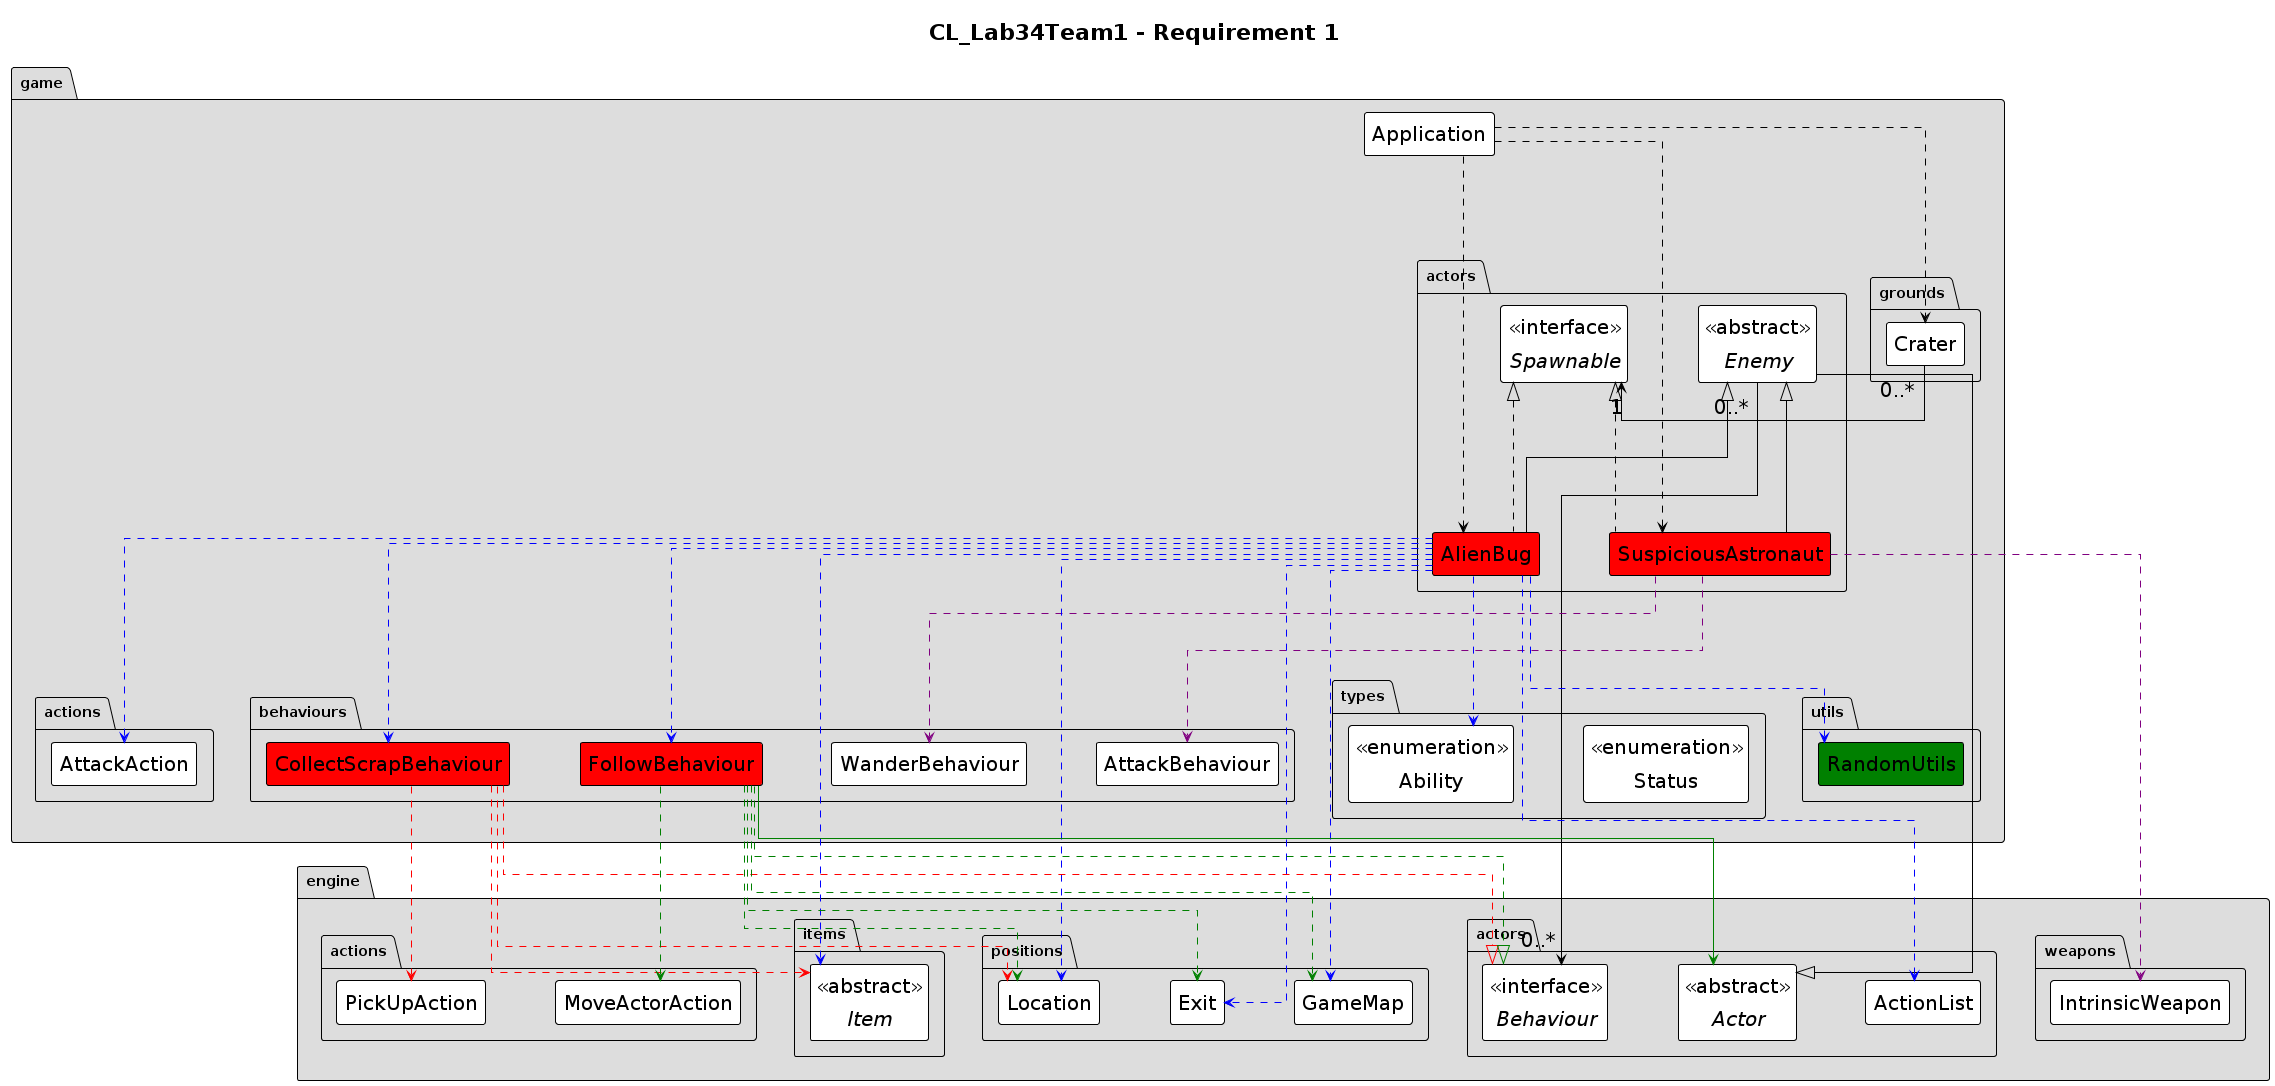 CL_Lab34Team1 - Requirement 1
game
Application
actors
grounds
«interface»
Spawnable
«abstract»
Enemy
Crater
0..*
1
0..*
AlienBug
SuspiciousAstronaut
actions
behaviours
types
utils
AttackAction
CollectScrapBehaviour
FollowBehaviour
WanderBehaviour
AttackBehaviour
«enumeration»
Ability
«enumeration»
Status
RandomUtils
engine
actions
items
positions
actors
0..*
weapons
PickUpAction
MoveActorAction
«abstract»
Item
Location
Exit
GameMap
«interface»
Behaviour
«abstract»
Actor
ActionList
IntrinsicWeapon